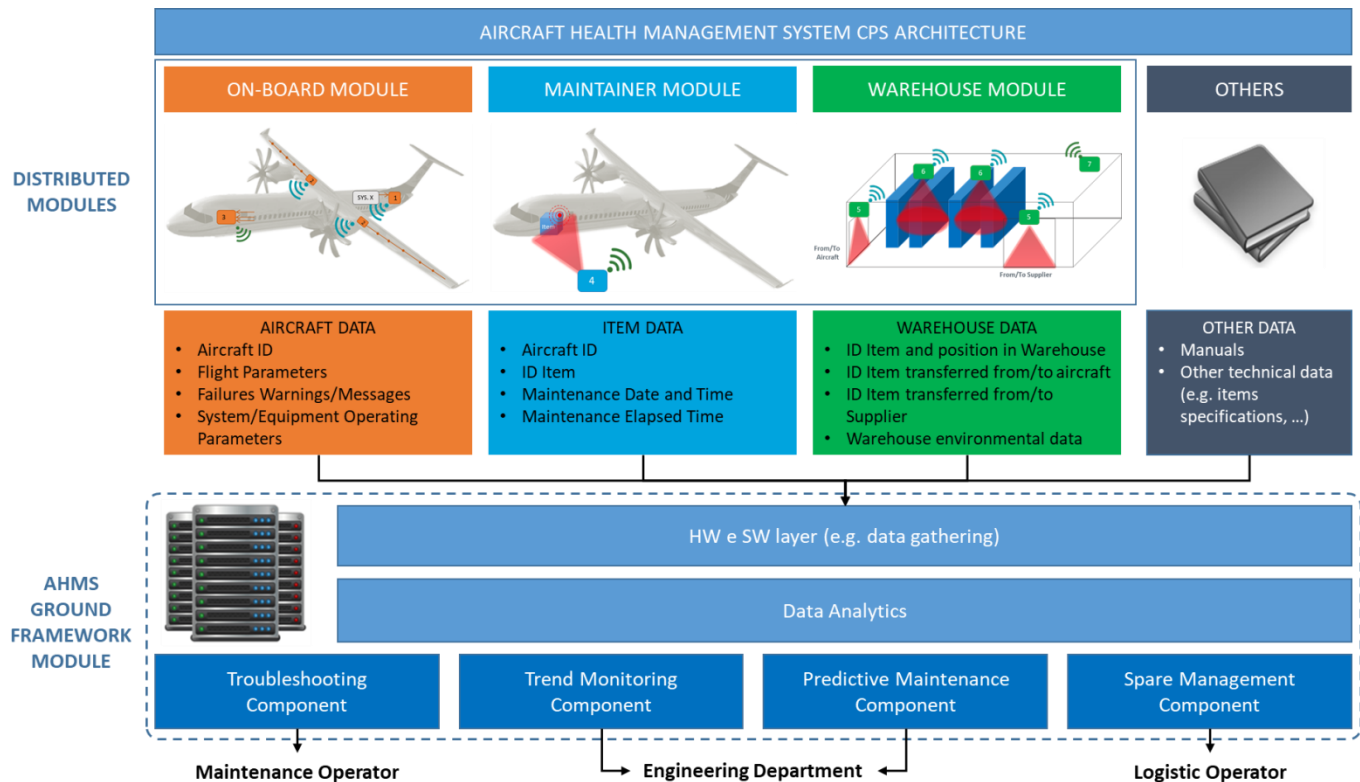 AIRCRAFT HEALTH MANAGEMENT SYSTEM CPS ARCHITECTURE
ON-BOARD MODULE
MAINTAINER MODULE
WAREHOUSE MODULE
OTHERS
DISTRIBUTED
MODULES
SYS. X
1
2
3
4
5
6
6
7
5
From/To
Aircraft
From/To Supplier
AIRCRAFT DATA
• Aircraft ID
• Flight Parameters
• Failures Warnings/Messages
• System/Equipment Operating
Parameters
ITEM DATA
• Aircraft ID
• ID Item
• Maintenance Date and Time
• Maintenance Elapsed Time
WAREHOUSE DATA
• ID Item and position in Warehouse
• ID Item transferred from/to aircraft
• ID Item transferred from/to
Supplier
• Warehouse environmental data
OTHER DATA
• Manuals
• Other technical data
(e.g. items
specifications, …)
AHMS
GROUND
FRAMEWORK
MODULE
HW e SW layer (e.g. data gathering)
Data Analytics
Troubleshooting
Component
Trend Monitoring
Component
Predictive Maintenance
Component
Spare Management
Component
Maintenance Operator
Engineering Department
Logistic Operator